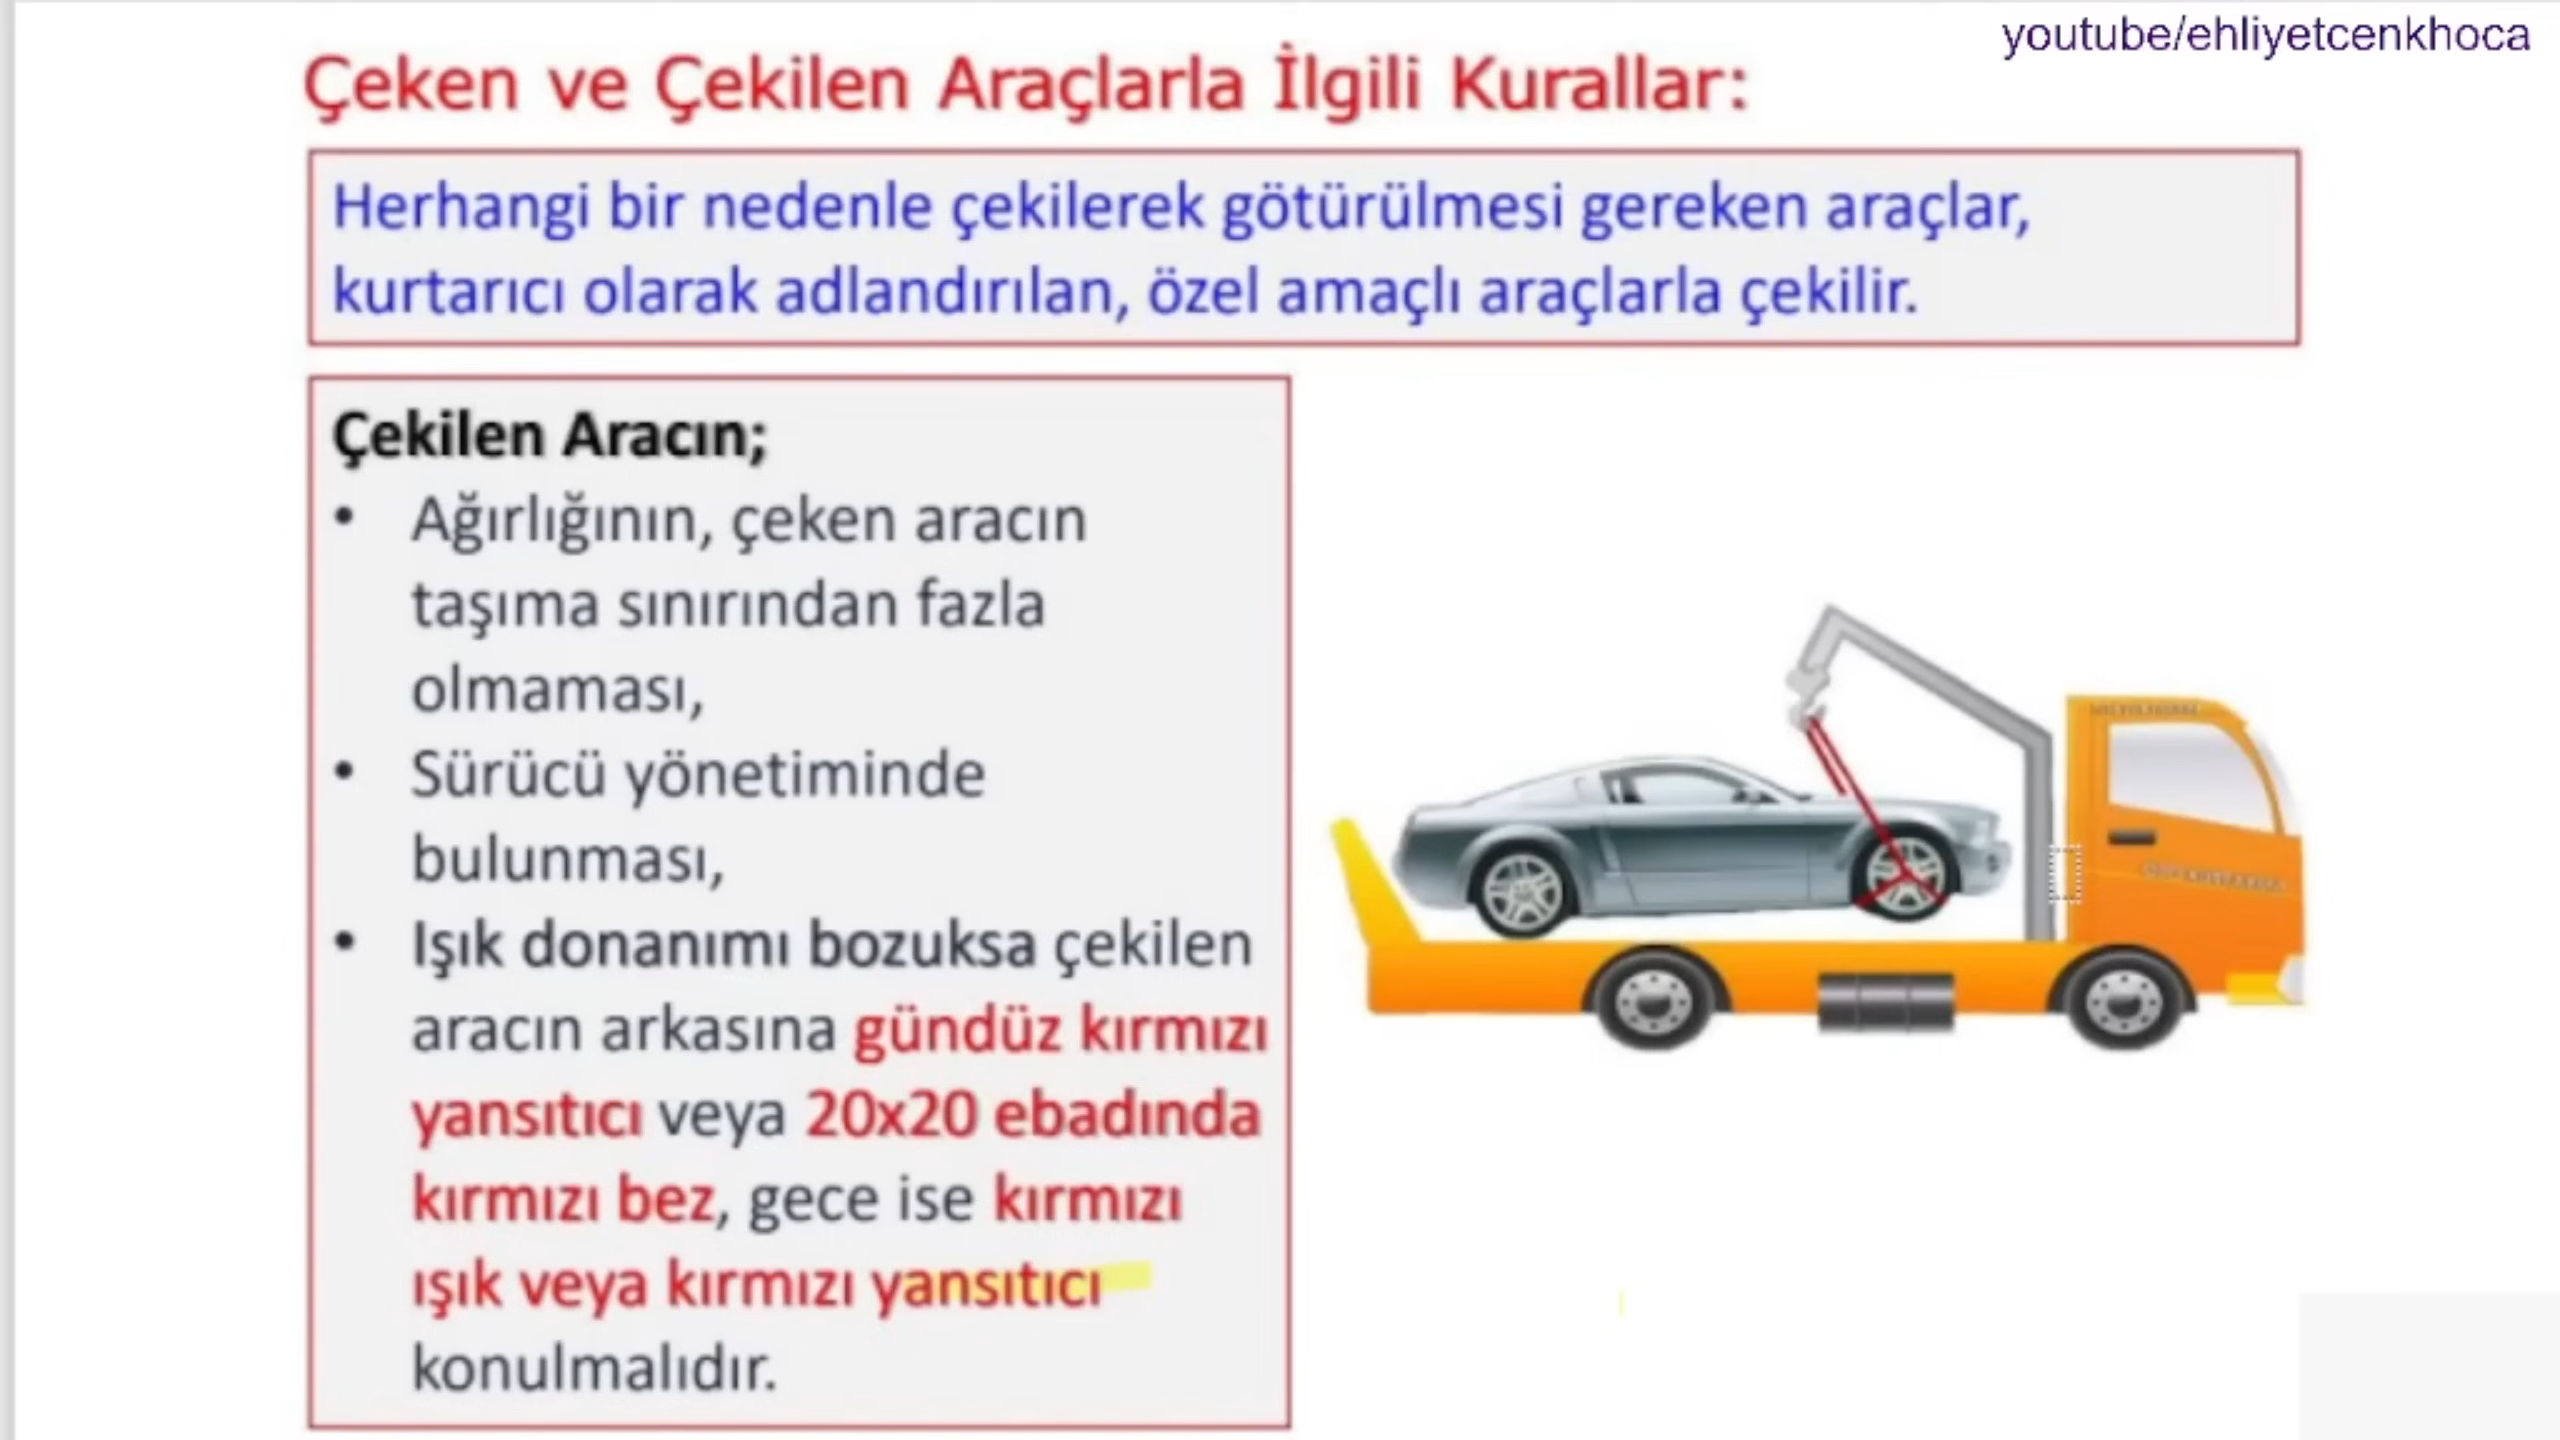 youtube/ehliyetcenkhoca
Çeken ve Çekilen Araçlarla İlgili Kurallar:
Herhangi bir nedenle çekilerek götürülmesi gereken araçlar,
kurtarıcı olarak adlandırılan, özel amaçlı araçlarla çekilir.
Çekilen Aracın;
• Ağırlığının, çeken aracın
taşıma sınırından fazla
olmaması,
• Sürücü yönetiminde
bulunması,
• Işık donanımı bozuksa çekilen
aracın arkasına gündüz kırmızı
yansıtıcı veya 20x20 ebadında
kırmızı bez, gece ise kırmızı
ışık veya kırmızı yansıtıcı
konulmalıdır.